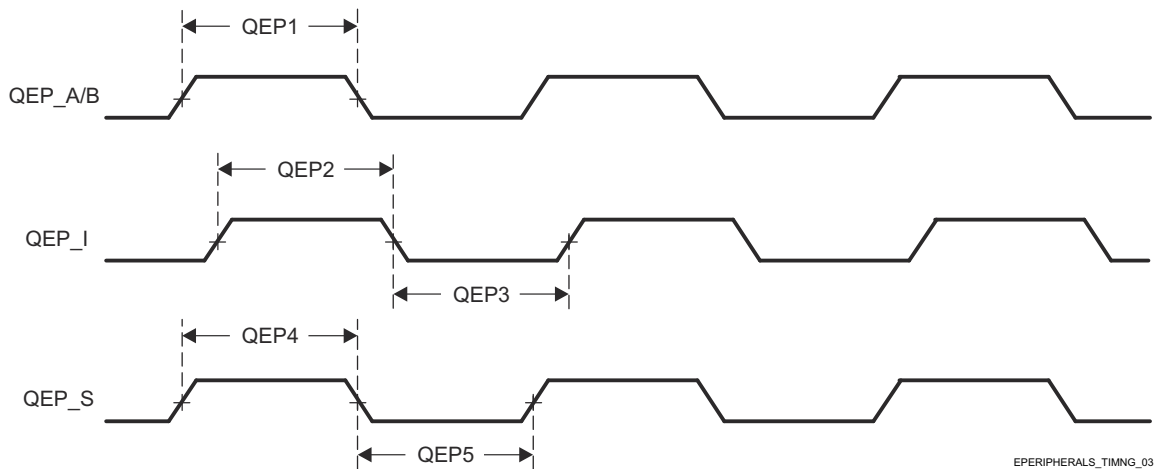 QEP1
QEP_A/B
QEP2
QEP_I
QEP3
QEP4
QEP_S
QEP5
EPERIPHERALS_TIMNG_03